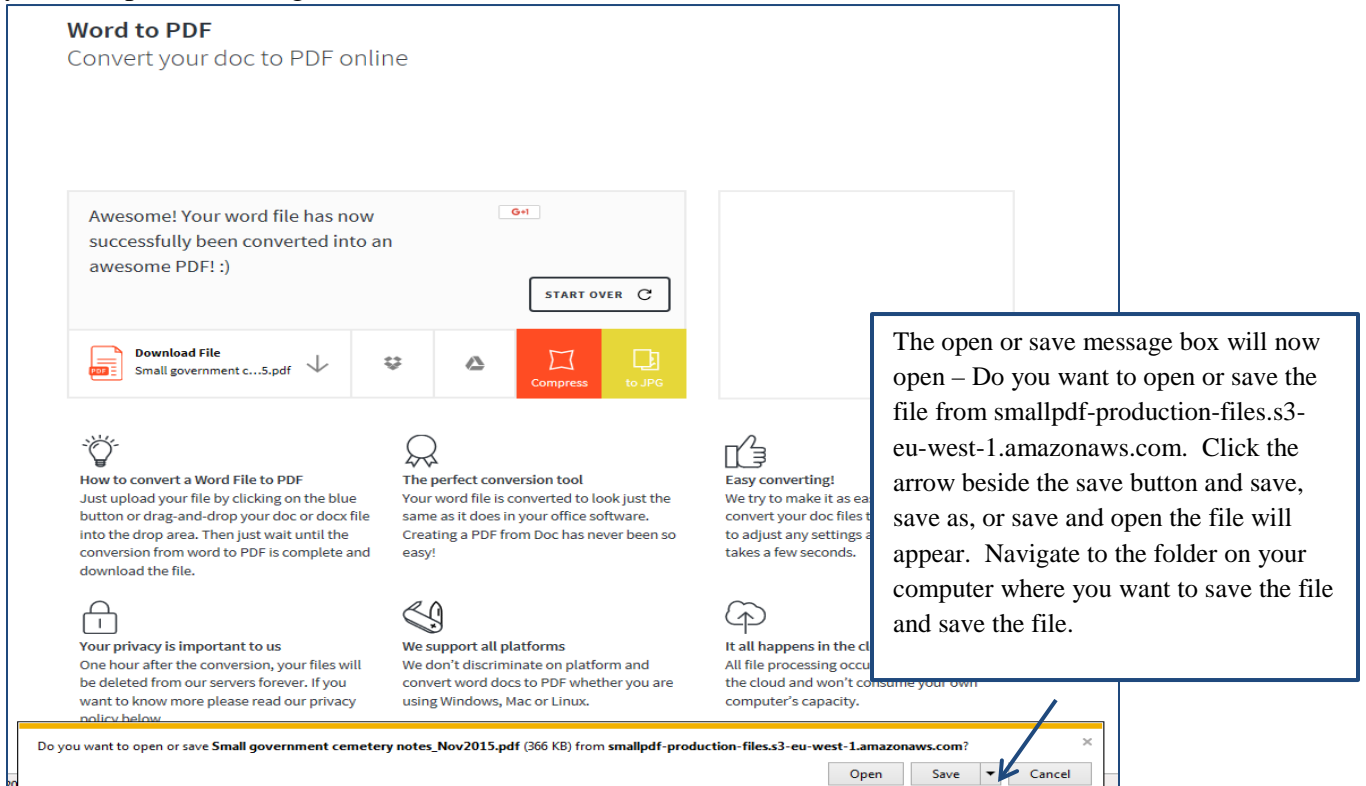 Word to PDF
Convert your doc to PDF online
Awesome! Your word file has now
successfully been converted into an
awesome PDF! :)
G+1
START OVER
Download File
Small government c...5.pdf
PDF
Compress
to JPG
The open or save message box will now
open – Do you want to open or save the
file from smallpdf-production-files.s3-
eu-west-1.amazonaws.com.  Click the
arrow beside the save button and save,
save as, or save and open the file will
appear.  Navigate to the folder on your
computer where you want to save the file
and save the file.
How to convert a Word File to PDF
Just upload your file by clicking on the blue
button or drag-and-drop your doc or docx file
into the drop area. Then just wait until the
conversion from word to PDF is complete and
download the file.
The perfect conversion tool
Your word file is converted to look just the
same as it does in your office software.
Creating a PDF from Doc has never been so
easy!
Easy converting!
We try to make it as
convert your doc files
to adjust any settings
takes a few seconds.
Your privacy is important to us
One hour after the conversion, your files will
be deleted from our servers forever. If you
want to know more please read our privacy
policy below
We support all platforms
We don't discriminate on platform and
convert word docs to PDF whether you are
using Windows, Mac or Linux.
It all happens in the
All file processing
the cloud and won't consume your own
computer's capacity.
Do you want to open or save Small government cemetery notes_Nov2015.pdf (366 KB) from smallpdf-production-files.s3-eu-west-1.amazonaws.com?
Open
Save
Cancel